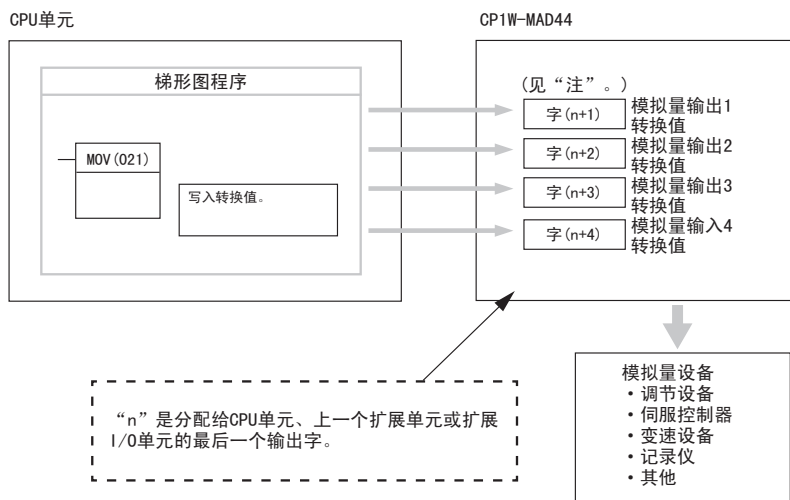 CPU单元
CP1W-MAD44
梯形图程序
MOV(021)
写入转换值。
(见“注”。)
字(n+1)
模拟量输出1
转换值
字(n+2)
模拟量输出2
转换值
字(n+3)
模拟量输出3
转换值
字(n+4)
模拟量输入4
转换值
“n”是分配给CPU单元、上一个扩展单元或扩展
I/O单元的最后一个输出字。
模拟量设备
・调节设备
・伺服控制器
・变速设备
・记录仪
・其他